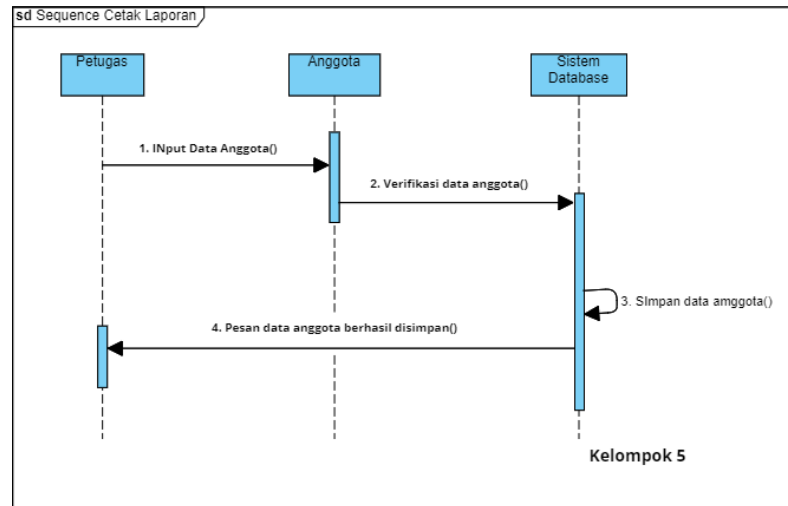 sd Sequence Cetak Laporan
Petugas
Anggota
Sistem
Database
1. INput Data Anggota()
2. Verifikasi data anggota()
3. SImpan data amggota()
4. Pesan data anggota berhasil disimpan()
Kelompok 5